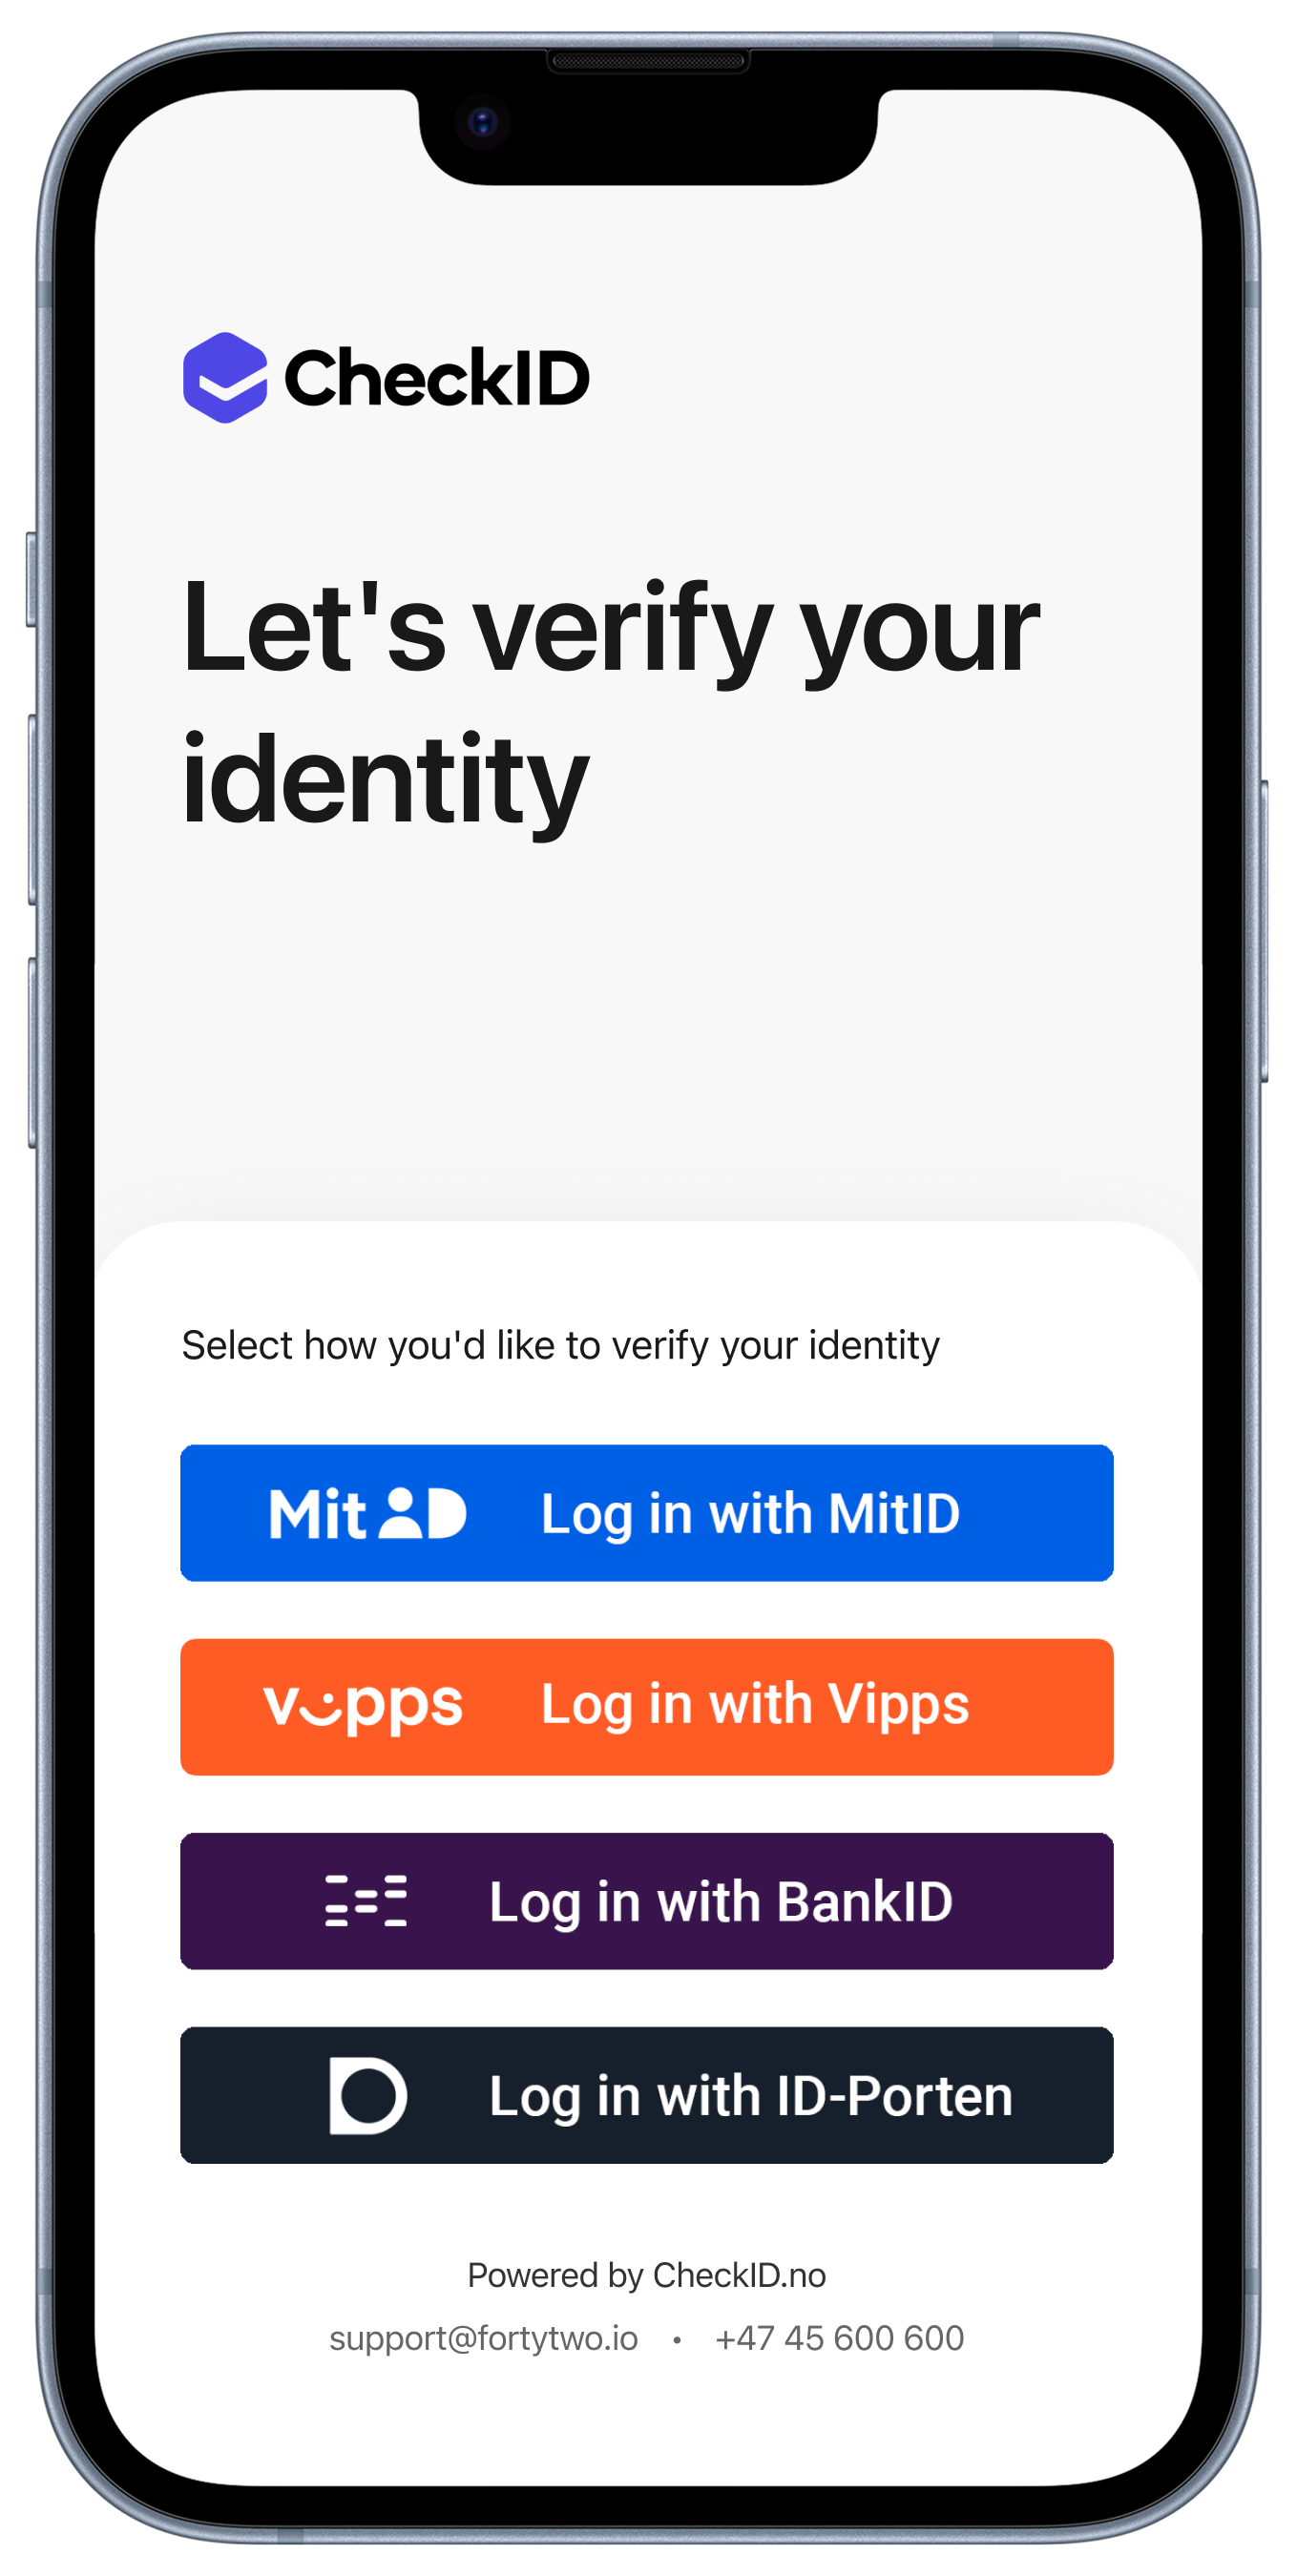 CheckID
Let's verify your
identity
Select how you'd like to verify your identity
MitID Log in with MitID
vipps Log in with Vipps
Log in with BankID
Log in with ID-Porten
Powered by CheckID.no
support@fortytwo.io • +47 45 600 600